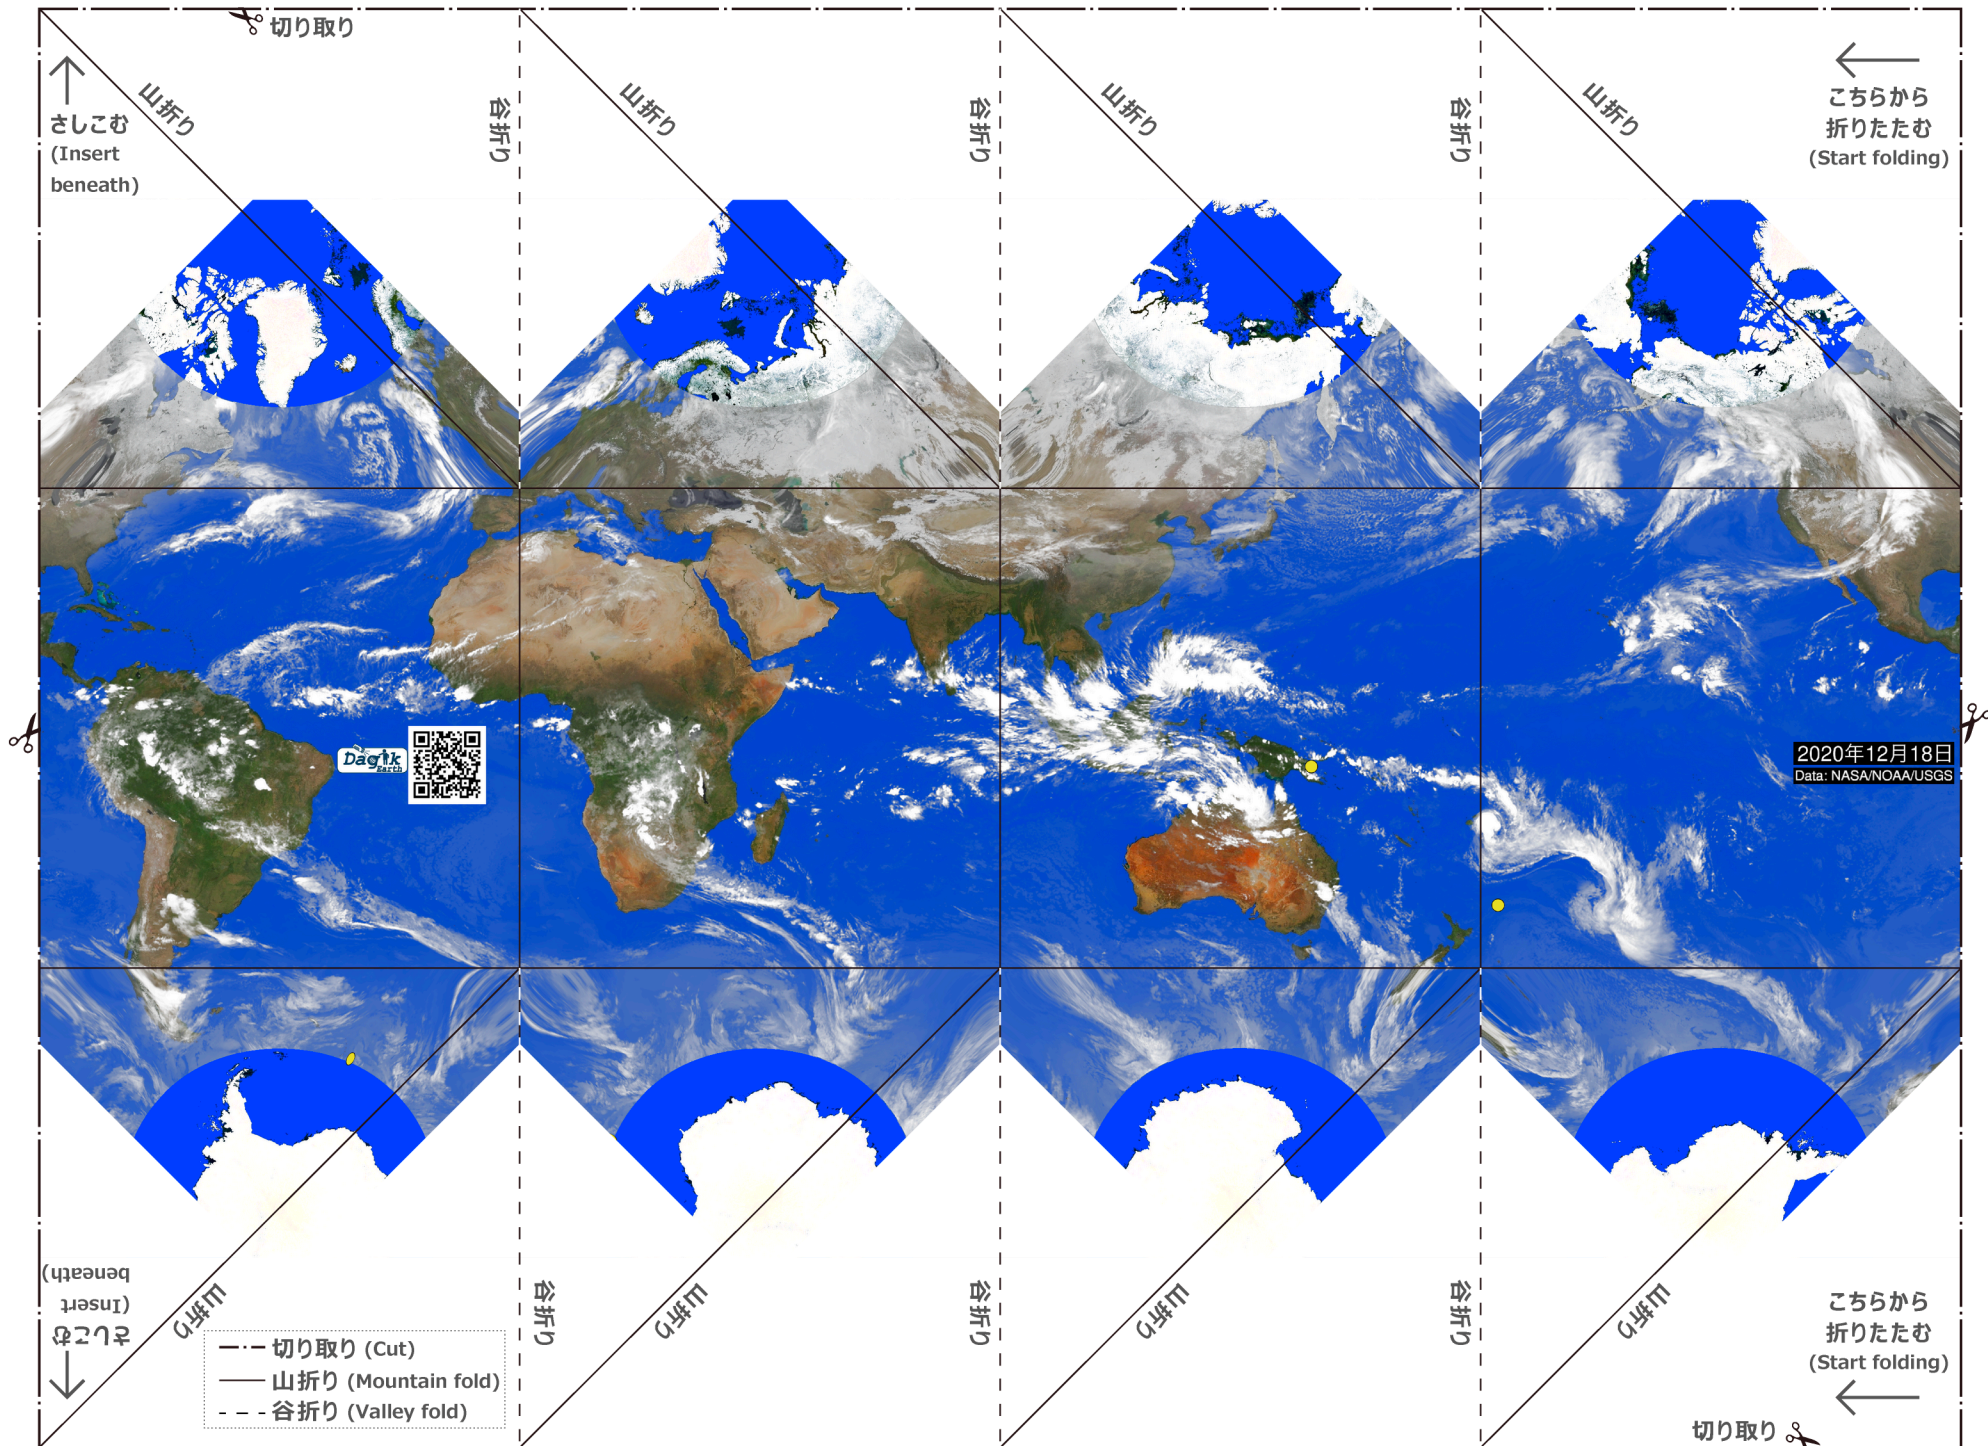 切り取り
さしこむ
(Insert
beneath)
山折り
谷折り
山折り
谷折り
山折り
谷折り
山折り
こちらから
折りたたむ
(Start folding)
Dagik
Earth
2020年12月18日
Data: NASA/NOAA/USGS
さしこむ
(Insert
beneath)
山折り
谷折り
山折り
谷折り
山折り
谷折り
山折り
こちらから
折りたたむ
(Start folding)
切り取り (Cut)
山折り (Mountain fold)
谷折り (Valley fold)
切り取り